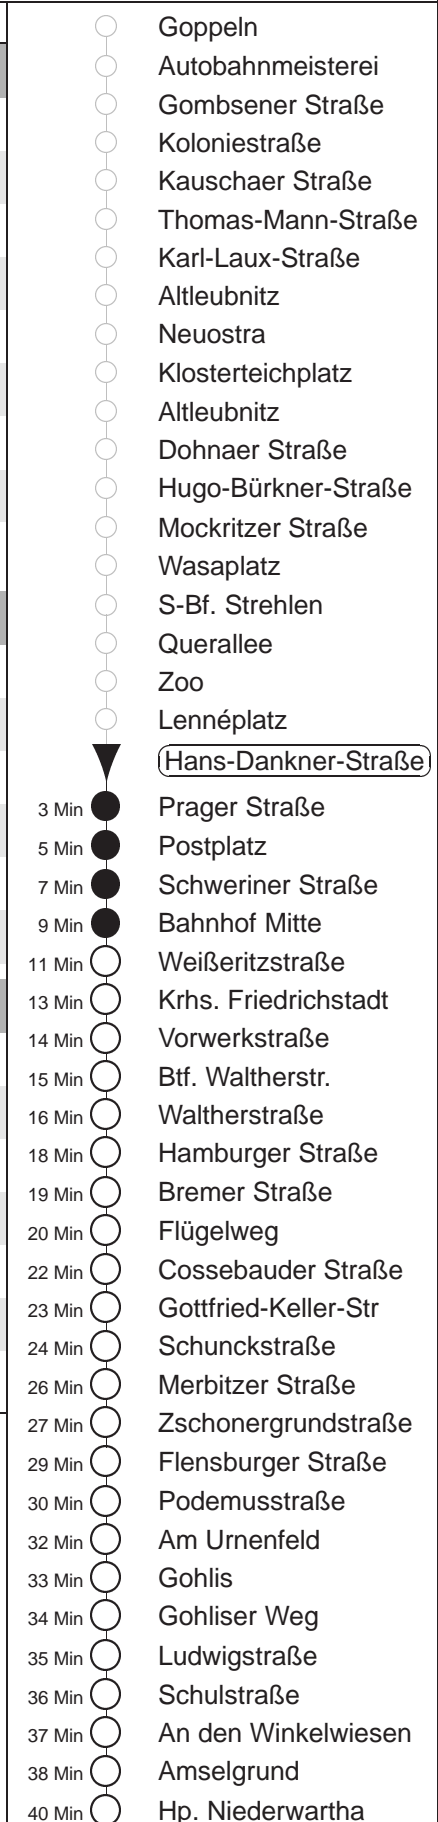 Goppeln
Autobahnmeisterei
Gombsener Straße
Koloniestraße
Kauschaer Straße
Thomas-Mann-Straße
Karl-Laux-Straße
Altleubnitz
Neuostra
Klosterteichplatz
Altleubnitz
Dohnaer Straße
Hugo-Bürkner-Straße
Mockritzer Straße
Wasaplatz
S-Bf. Strehlen
Querallee
Zoo
Lennéplatz
Hans-Dankner-Straße
3 Min Prager Straße
5 Min Postplatz
7 Min Schweriner Straße
9 Min Bahnhof Mitte
11 Min Weißeritzstraße
13 Min Krhs. Friedrichstadt
14 Min Vorwerkstraße
15 Min Btf. Waltherstr.
16 Min Waltherstraße
18 Min Hamburger Straße
19 Min Bremer Straße
20 Min Flügelweg
22 Min Cossebauder Straße
23 Min Gottfried-Keller-Str
24 Min Schunckstraße
26 Min Merbitzer Straße
27 Min Zschonergrundstraße
29 Min Flensburger Straße
30 Min Podemusstraße
32 Min Am Urnenfeld
33 Min Gohlis
34 Min Gohliser Weg
35 Min Ludwigstraße
36 Min Schulstraße
37 Min An den Winkelwiesen
38 Min Amselgrund
40 Min Hp. Niederwartha